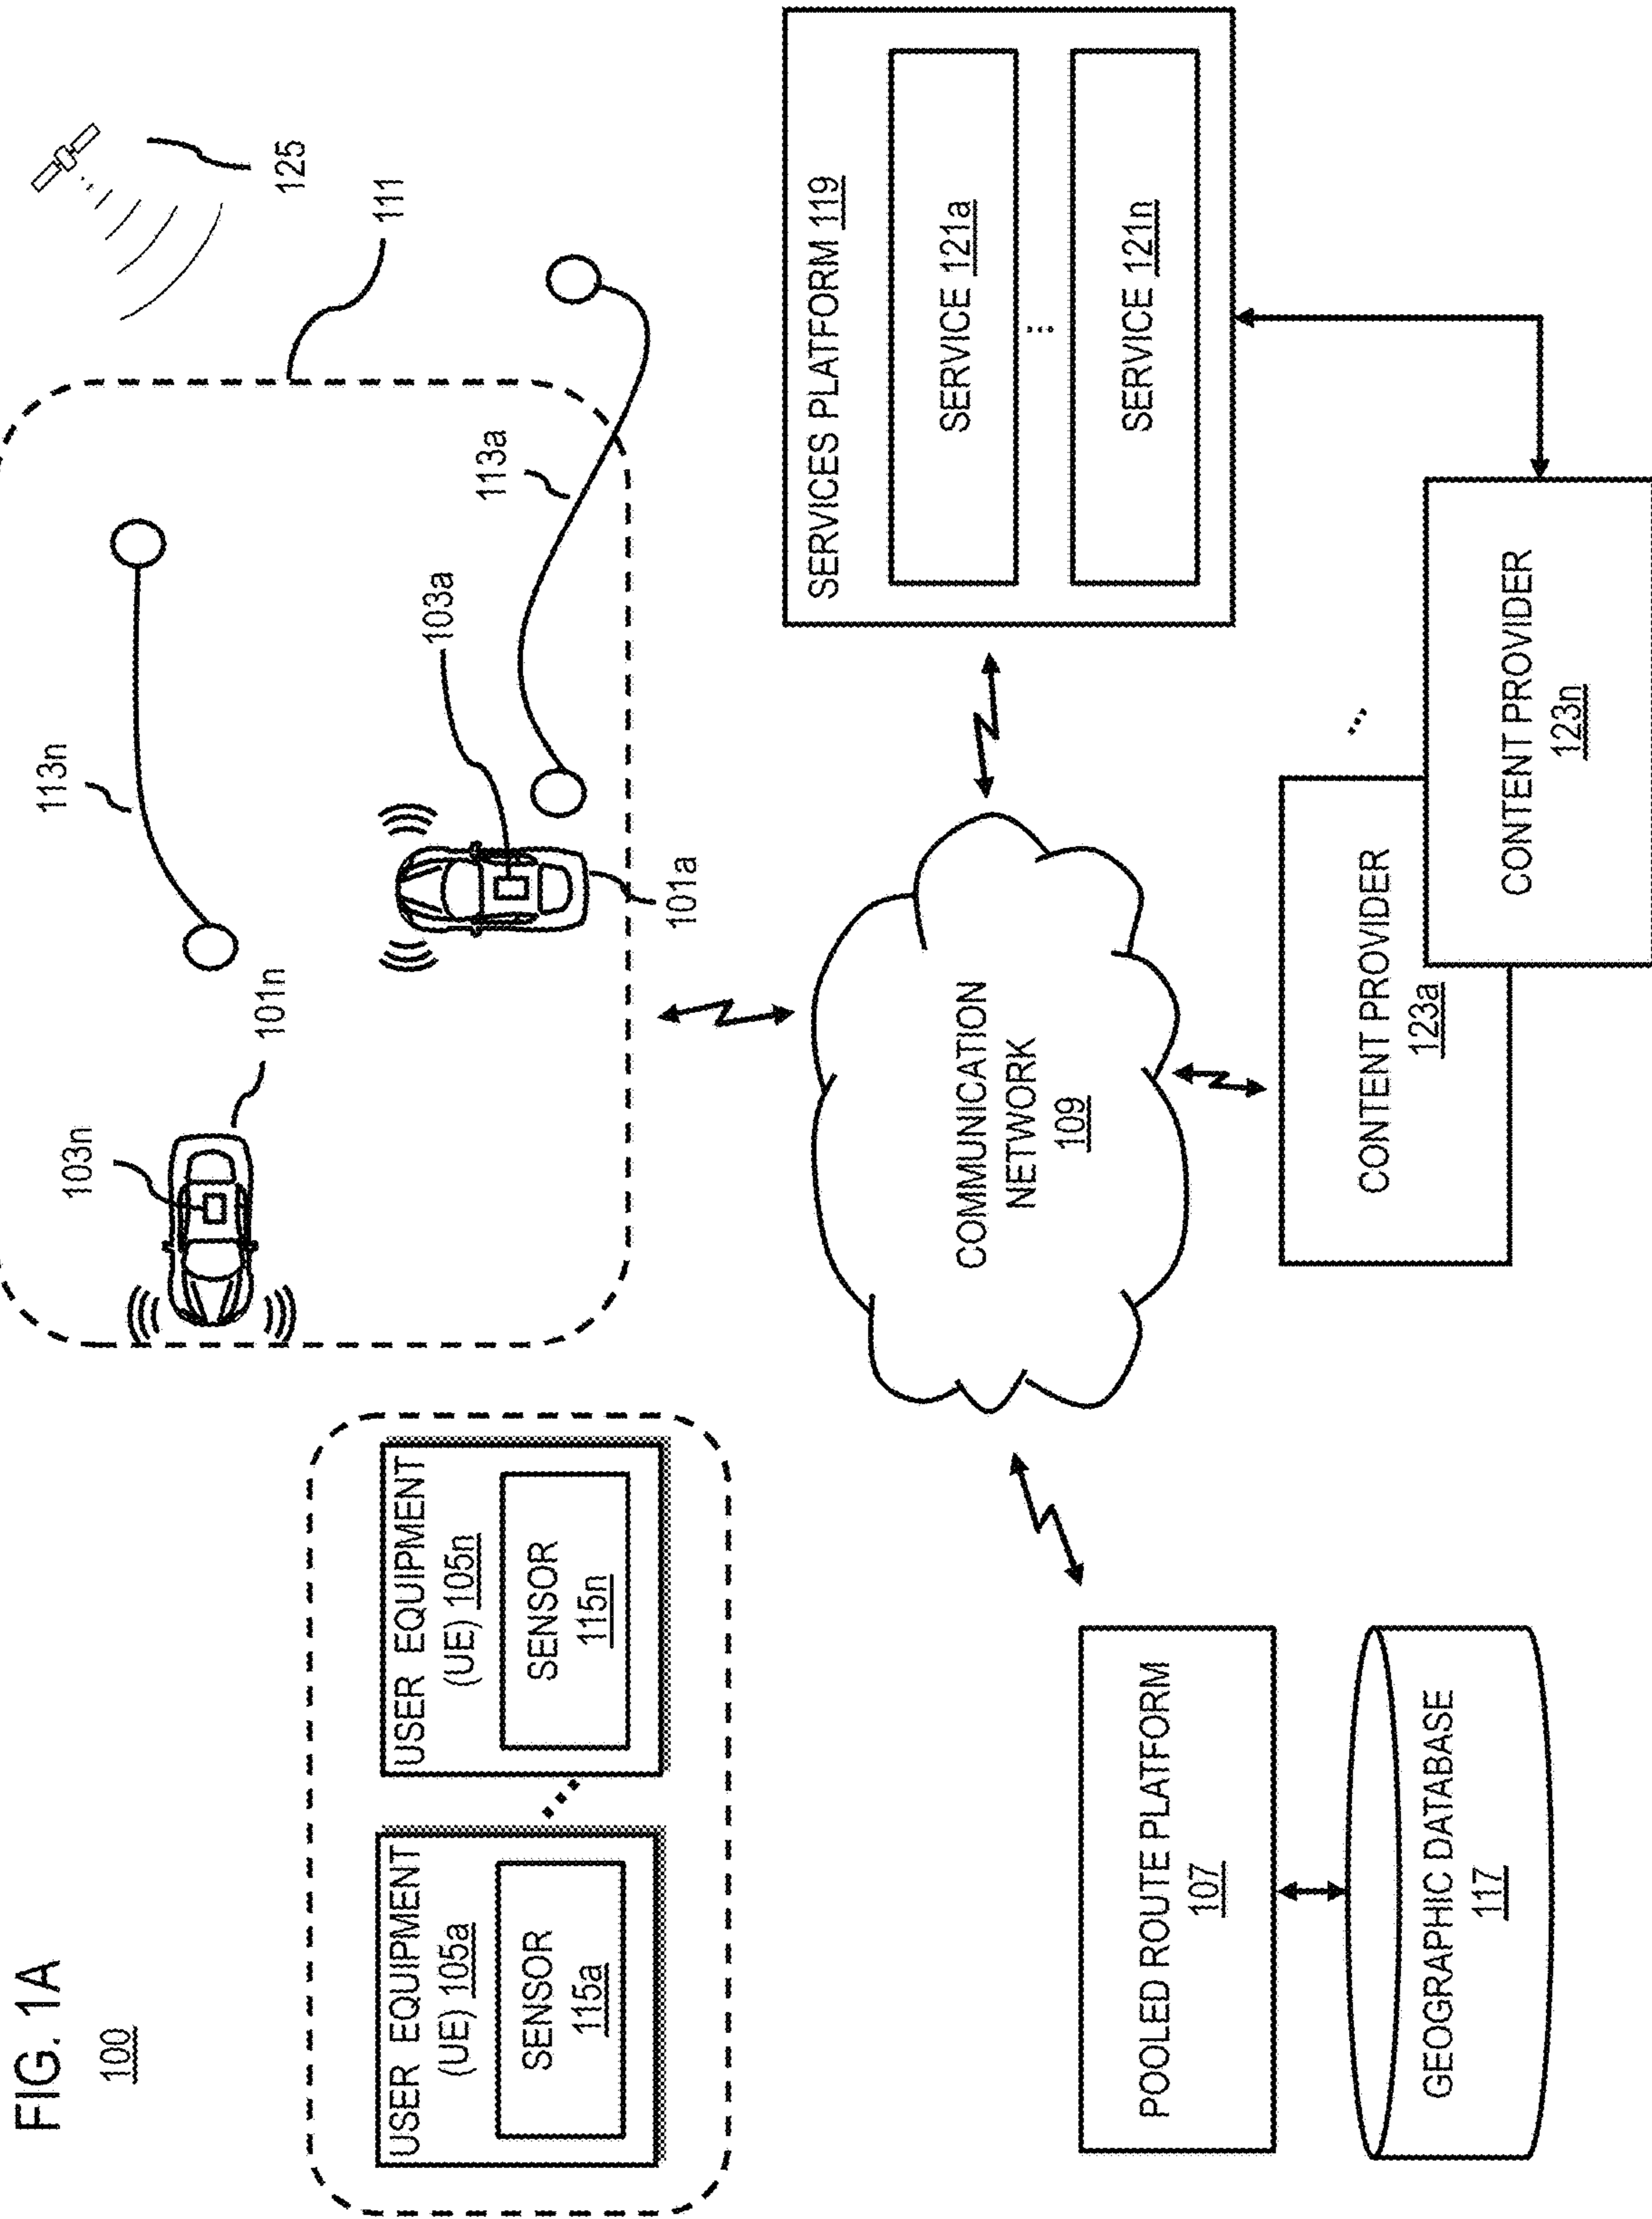 FIG. 1A
100
USER EQUIPMENT
(UE) 105a
SENSOR
115a
USER EQUIPMENT
(UE) 105n
SENSOR
115n
103n
101n
113n
103a
101a
113a
111
125
COMMUNICATION
NETWORK
109
SERVICES PLATFORM 119
SERVICE 121a
...
SERVICE 121n
POOLED ROUTE PLATFORM
107
GEOGRAPHIC DATABASE
117
CONTENT PROVIDER
123a
...
CONTENT PROVIDER
123n